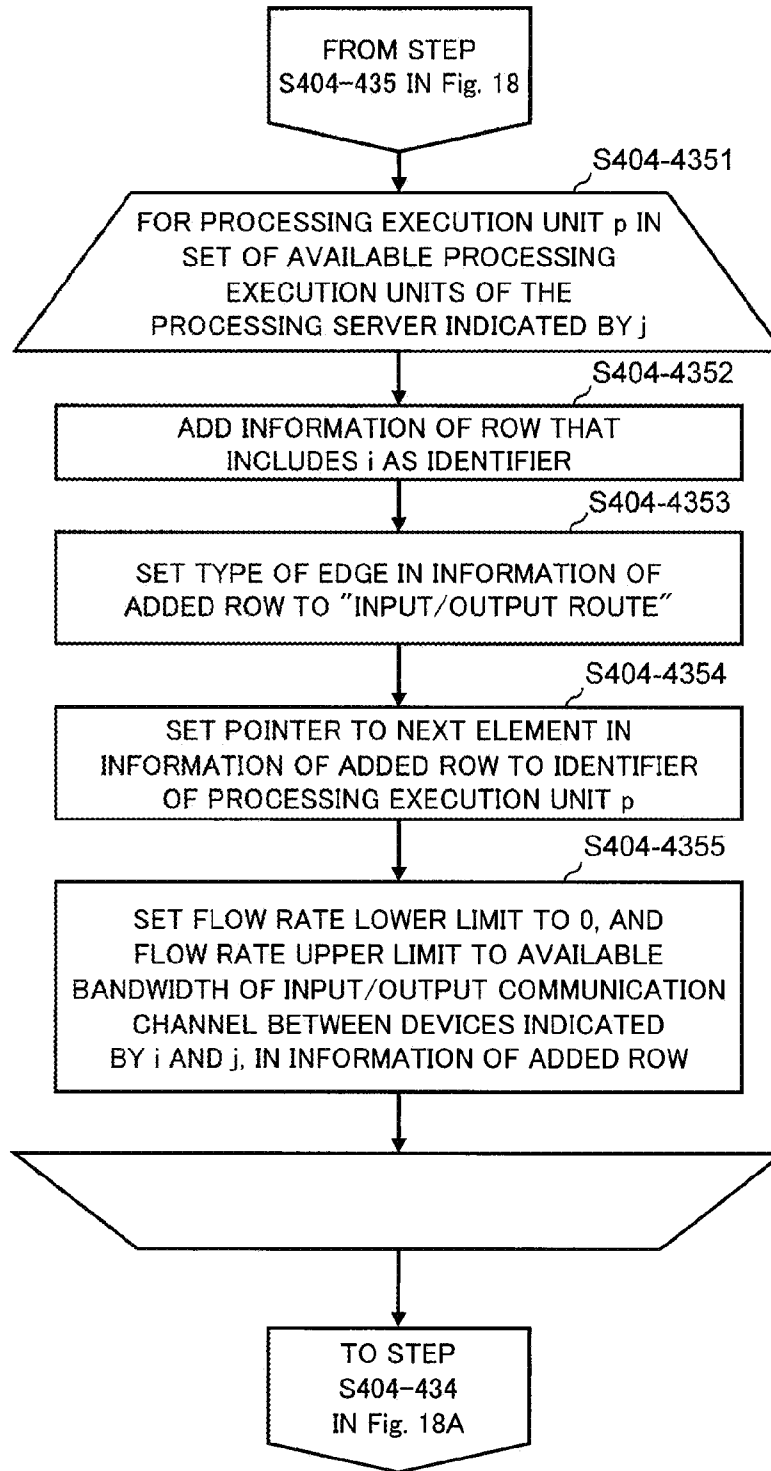 FROM STEP
S404-435 IN Fig. 18
S404-4351
FOR PROCESSING EXECUTION UNIT p IN
SET OF AVAILABLE PROCESSING
EXECUTION UNITS OF THE
PROCESSING SERVER INDICATED BY j
S404-4352
ADD INFORMATION OF ROW THAT
INCLUDES i AS IDENTIFIER
S404-4353
SET TYPE OF EDGE IN INFORMATION OF
ADDED ROW TO "INPUT/OUTPUT ROUTE"
S404-4354
SET POINTER TO NEXT ELEMENT IN
INFORMATION OF ADDED ROW TO IDENTIFIER
OF PROCESSING EXECUTION UNIT p
S404-4355
SET FLOW RATE LOWER LIMIT TO 0, AND
FLOW RATE UPPER LIMIT TO AVAILABLE
BANDWIDTH OF INPUT/OUTPUT COMMUNICATION
CHANNEL BETWEEN DEVICES INDICATED
BY i AND j, IN INFORMATION OF ADDED ROW
TO STEP
S404-434
IN Fig. 18A